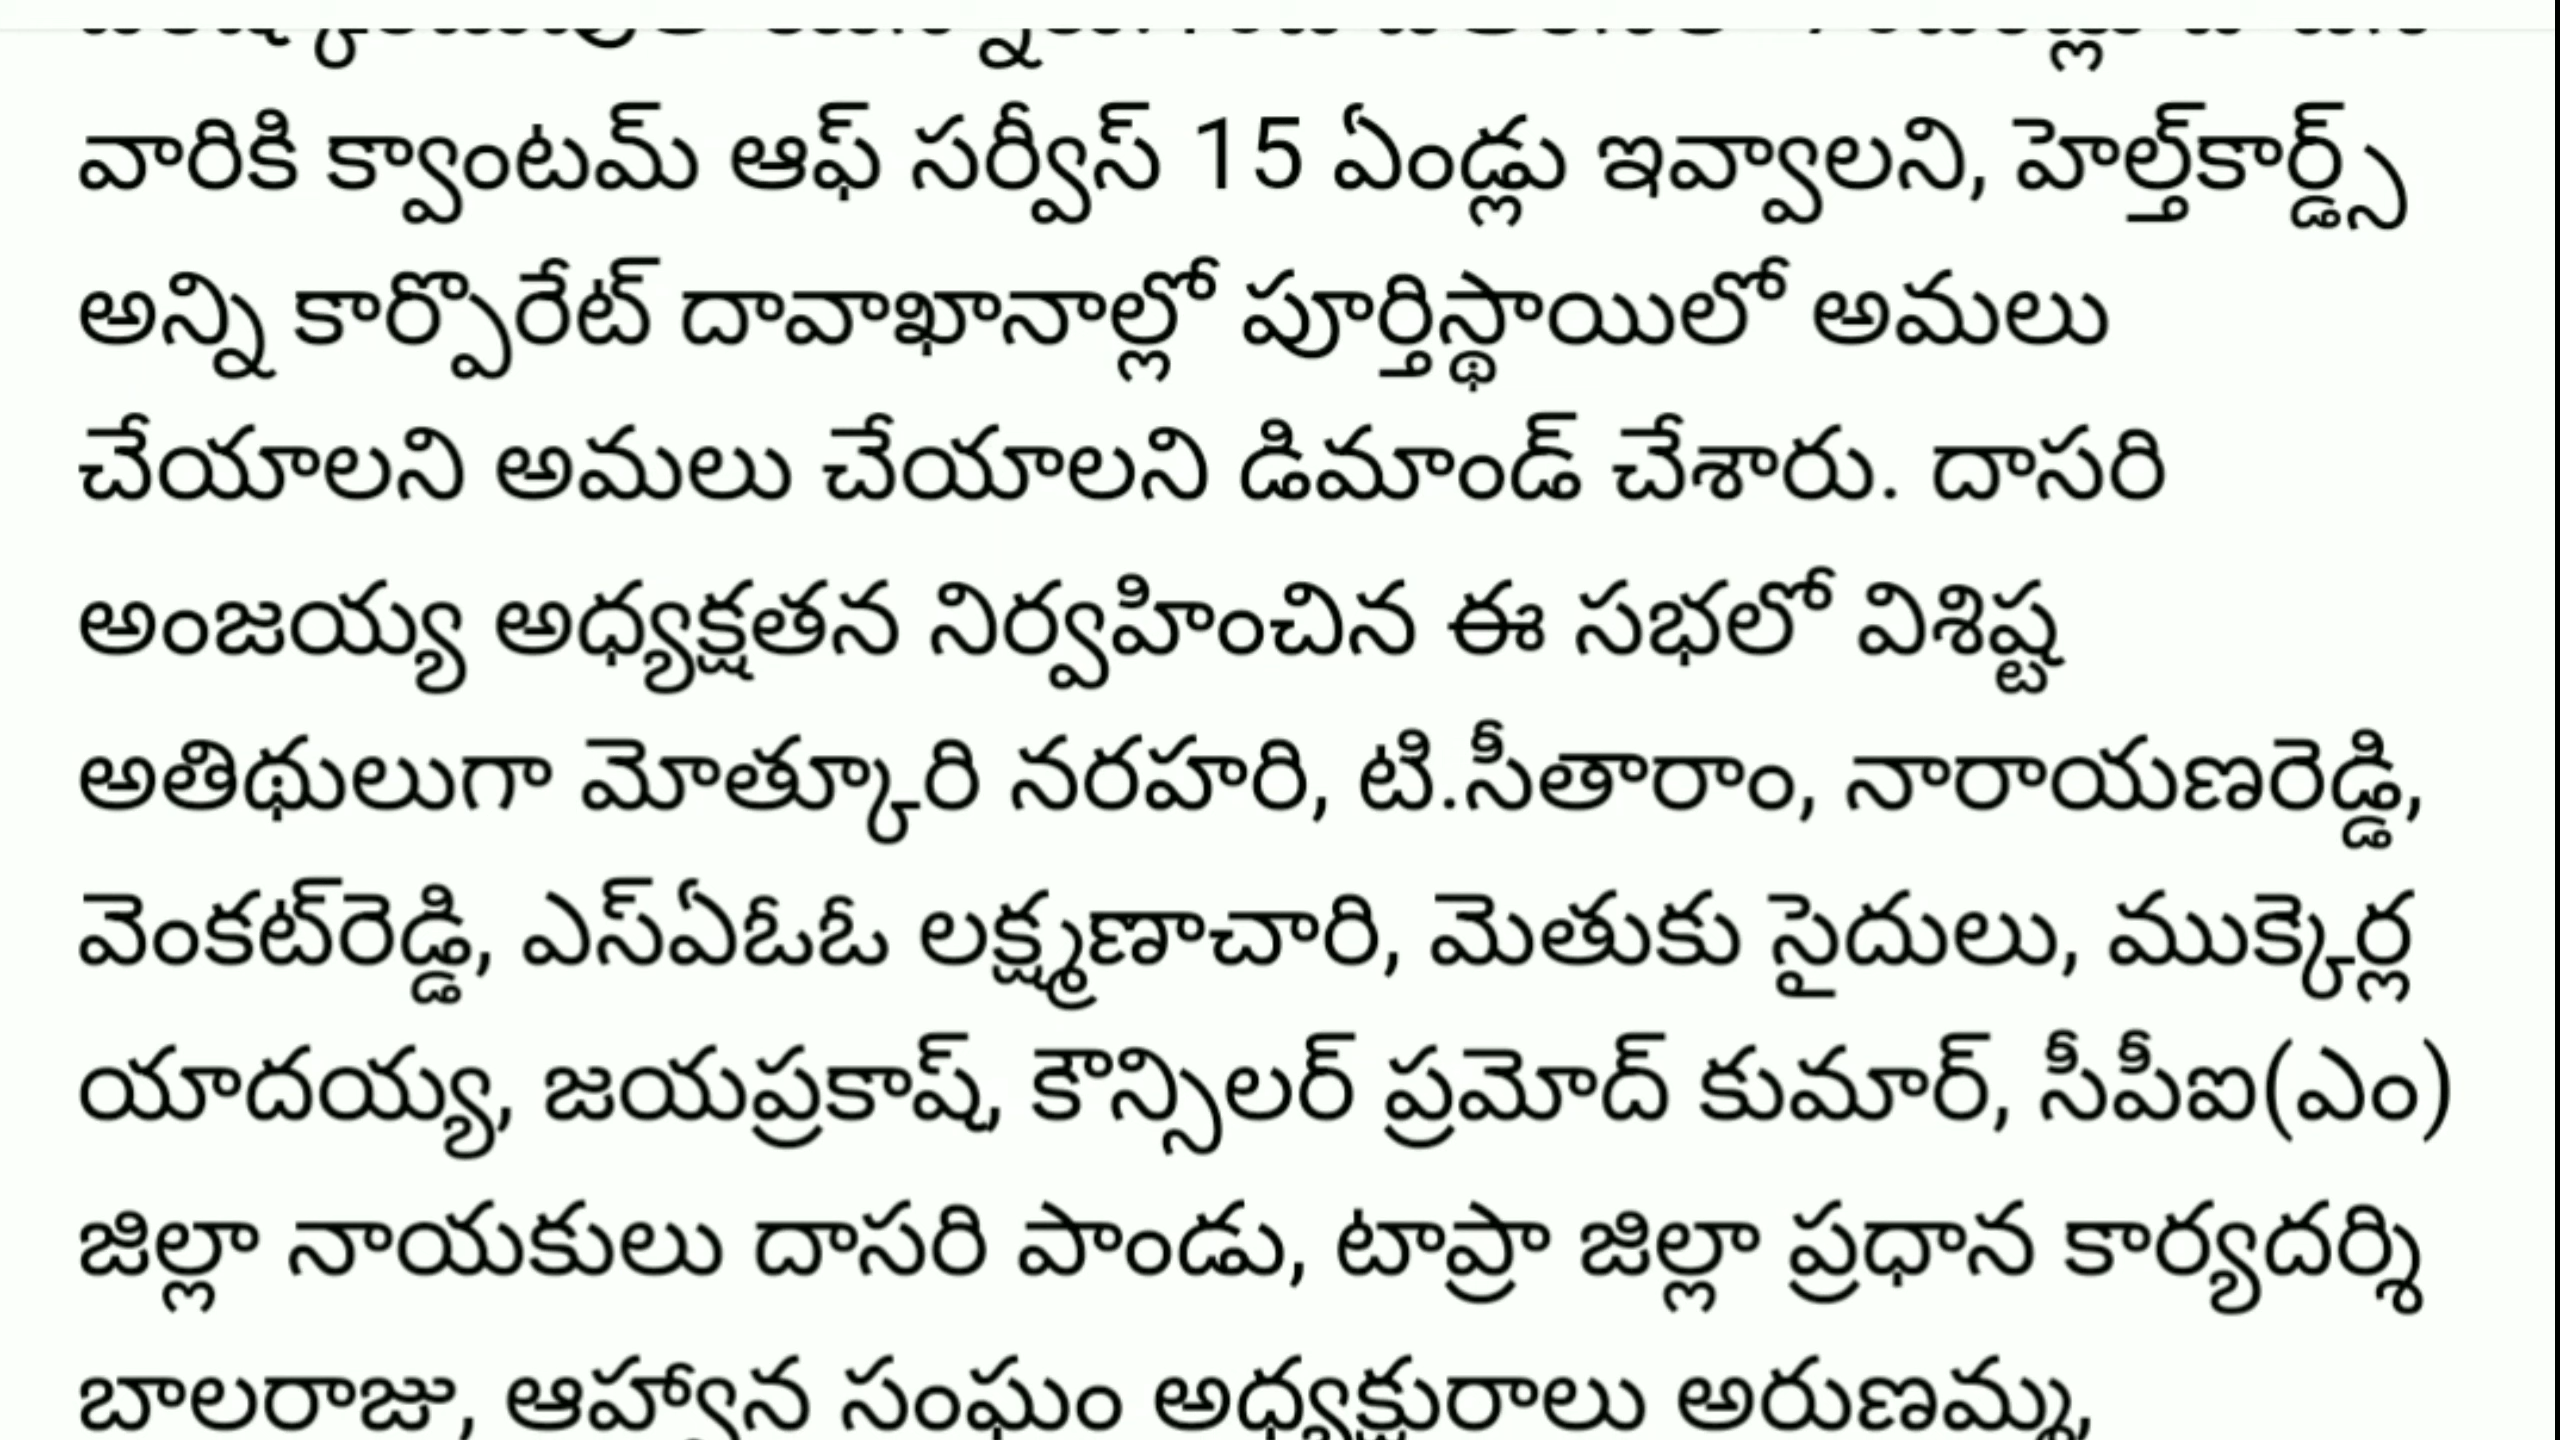 వారికి క్వాంటమ్ ఆఫ్ సర్వీస్ 15 ఏండ్లు ఇవ్వాలని, హెల్త్‌కార్డ్స్
అన్ని కార్పొరేట్ దావాఖానాల్లో పూర్తిస్థాయిలో అమలు
చేయాలని అమలు చేయాలని డిమాండ్ చేశారు. దాసరి
అంజయ్య అధ్యక్షతన నిర్వహించిన ఈ సభలో విశిష్ట
అతిథులుగా మోత్కూరి నరహరి, టి.సీతారాం, నారాయణరెడ్డి,
వెంకట్‌రెడ్డి, ఎస్ఏఓఓ లక్ష్మణాచారి, మెతుకు సైదులు, ముక్కెర్ల
యాదయ్య, జయప్రకాష్, కౌన్సిలర్ ప్రమోద్ కుమార్, సీపీఐ(ఎం)
జిల్లా నాయకులు దాసరి పాండు, టాప్రా జిల్లా ప్రధాన కార్యదర్శి
బాలరాజు, ఆహ్వాన సంఘం అధ్యక్షురాలు అరుణమ్మ,